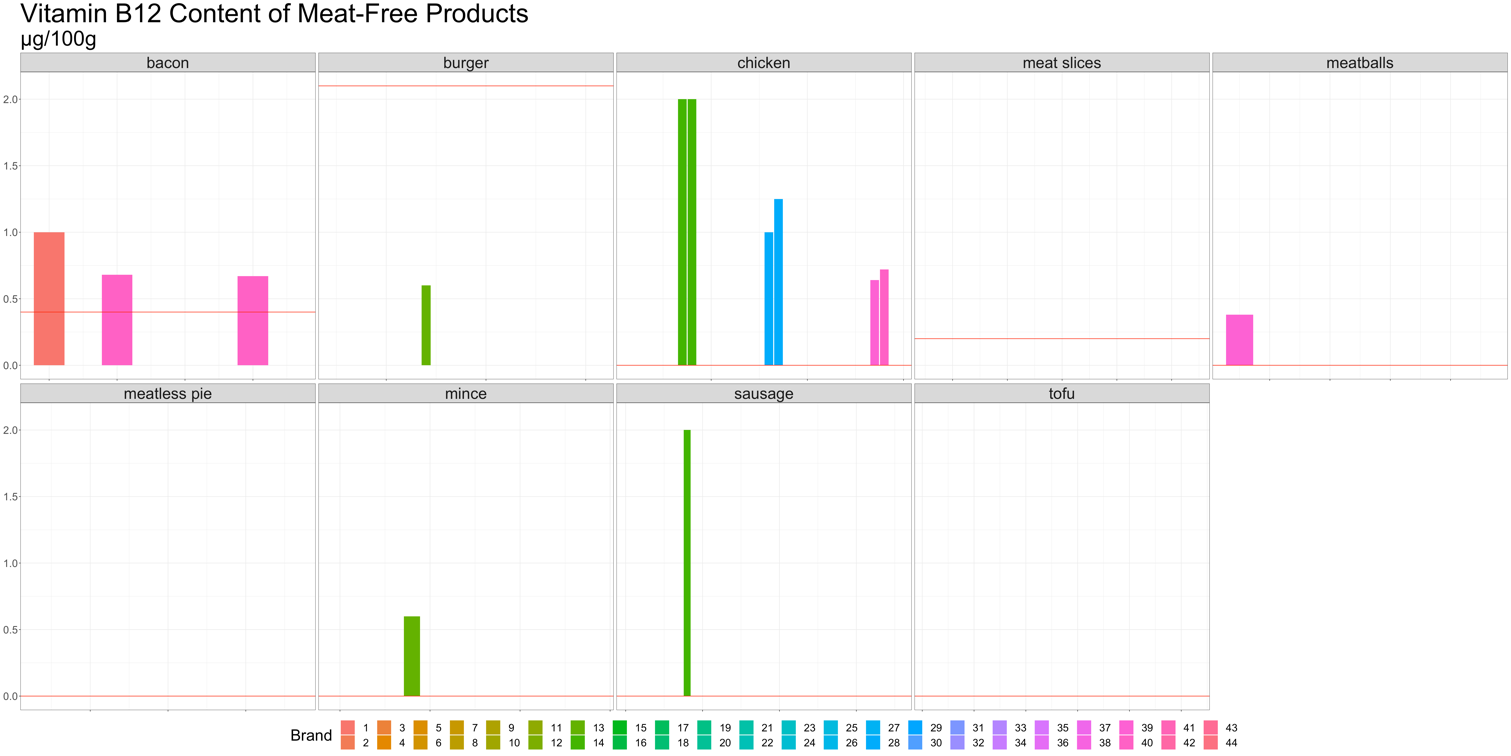 Vitamin B12 Content of Meat-Free Products
µg/100g
bacon burger chicken meat slices meatballs
2.0
1.5
1.0
0.5
0.0
meatless pie mince sausage tofu
2.0
1.5
1.0
0.5
0.0
Brand
1 3 5 7 9 11 13 15 17 19 21 23 25 27 29 31 33 35 37 39 41 43
2 4 6 8 10 12 14 16 18 20 22 24 26 28 30 32 34 36 38 40 42 44